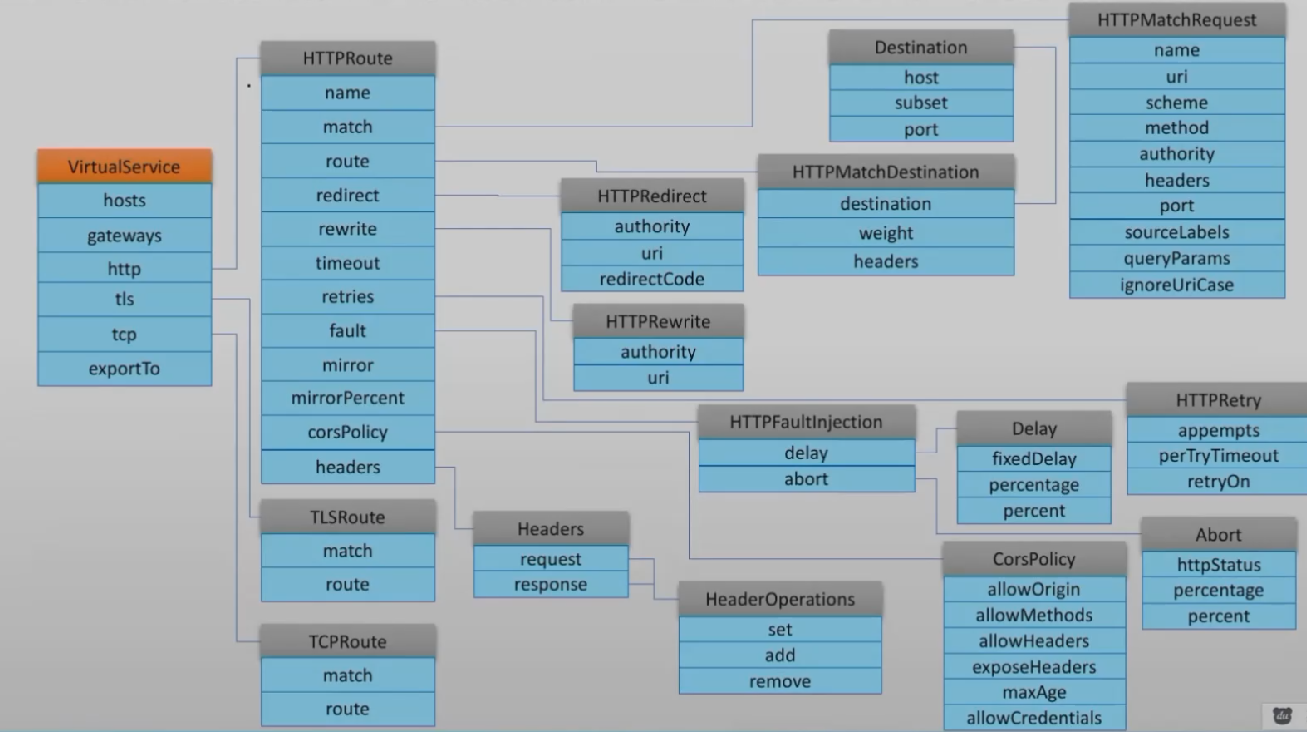 VirtualService
hosts
gateways
http
tls
tcp
exportTo
HTTPRoute
name
match
route
redirect
rewrite
timeout
retries
fault
mirror
mirrorPercent
corsPolicy
headers
TLSRoute
match
route
TCPRoute
match
route
HTTPRedirect
authority
uri
redirectCode
HTTPRewrite
authority
uri
Headers
request
response
HeaderOperations
set
add
remove
Destination
host
subset
port
HTTPMatchDestination
destination
weight
headers
HTTPFaultInjection
delay
abort
Delay
fixedDelay
percentage
percent
CorsPolicy
allowOrigin
allowMethods
allowHeaders
exposeHeaders
maxAge
allowCredentials
HTTPMatchRequest
name
uri
scheme
method
authority
headers
port
sourceLabels
queryParams
ignoreUriCase
HTTPRetry
appempts
perTryTimeout
retryOn
Abort
httpStatus
percentage
percent